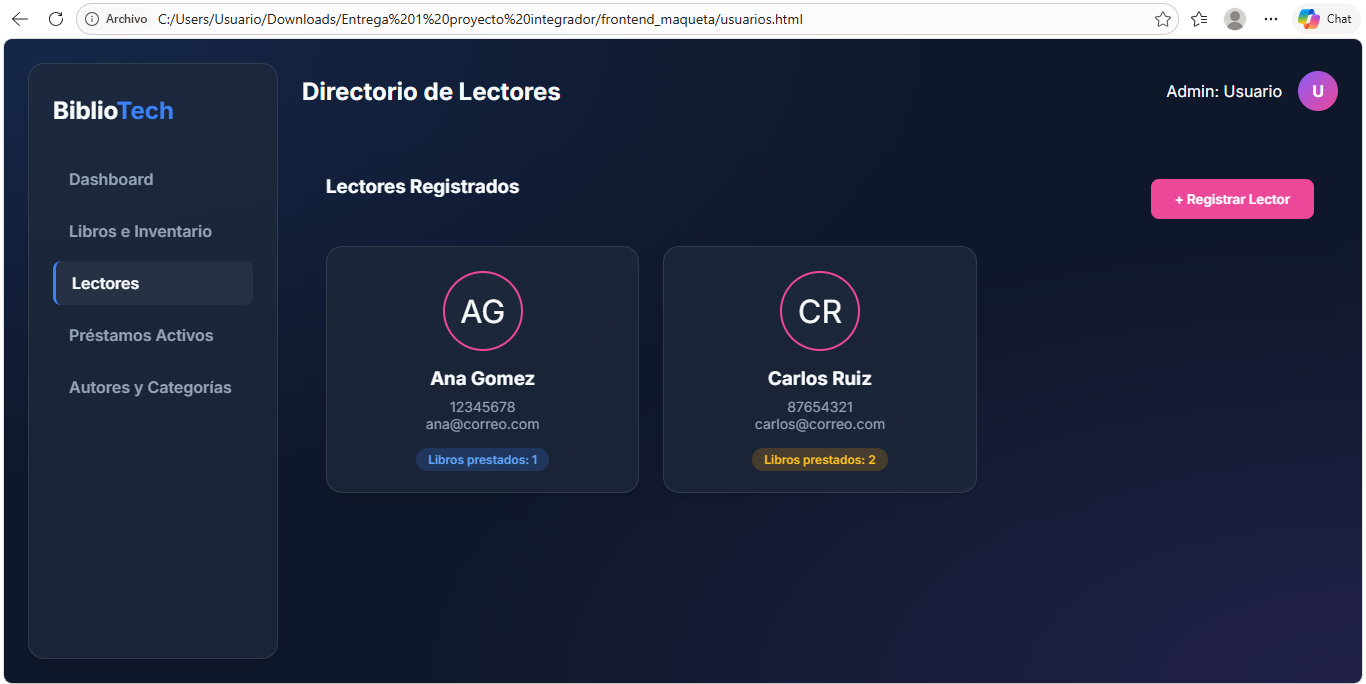 Archivo C:/Users/Usuario/Downloads/Entrega%201%20proyecto%20integrador/frontend_maqueta/usuarios.html
Chat
BiblioTech
Dashboard
Libros e Inventario
Lectores
Préstamos Activos
Autores y Categorías
Directorio de Lectores
Admin: Usuario
U
Lectores Registrados
+ Registrar Lector
AG
Ana Gomez
12345678
ana@correo.com
Libros prestados: 1
CR
Carlos Ruiz
87654321
carlos@correo.com
Libros prestados: 2